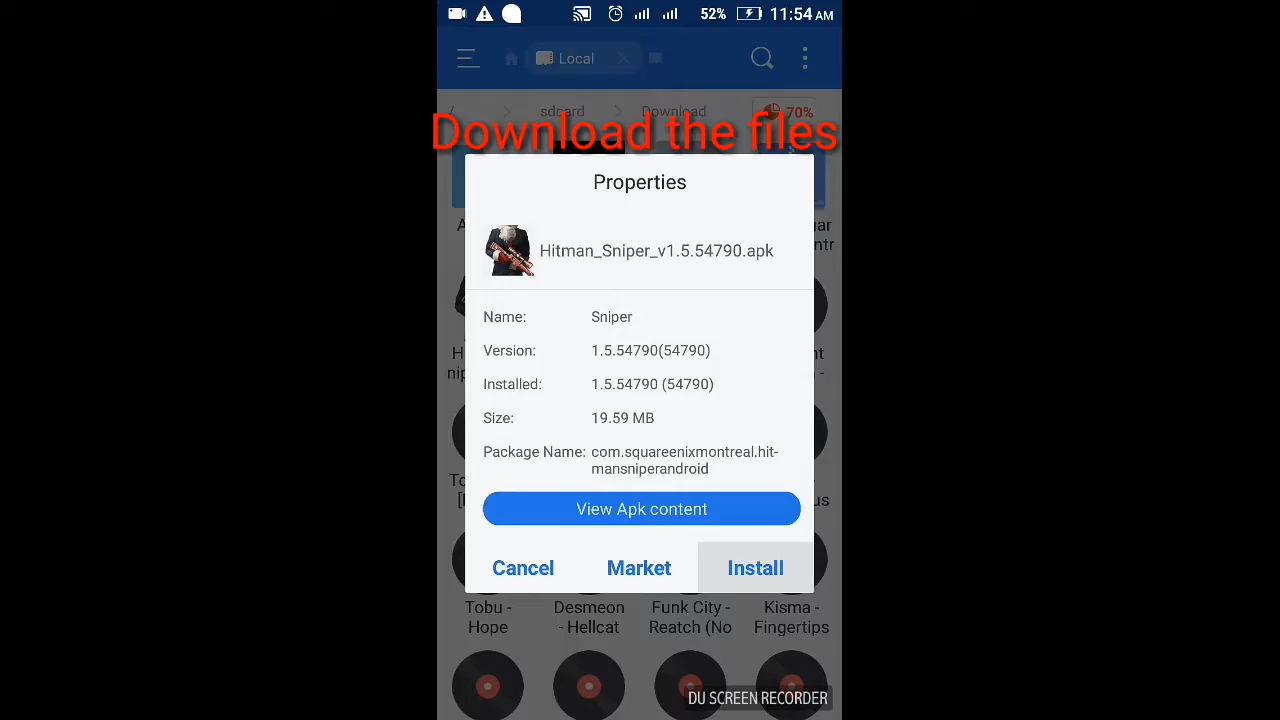 52% 11:54 AM
Local
/ sdcard Download 70%
Download the files
Properties
Hitman_Sniper_v1.5.54790.apk
Name: Sniper
Version: 1.5.54790(54790)
Installed: 1.5.54790 (54790)
Size: 19.59 MB
Package Name: com.squareenixmontreal.hit-
mansniperandroid
View Apk content
Cancel Market Install
Tobu - Desmeon Funk City - Kisma -
Hope - Hellcat Reatch (No Fingertips
DU SCREEN RECORDER